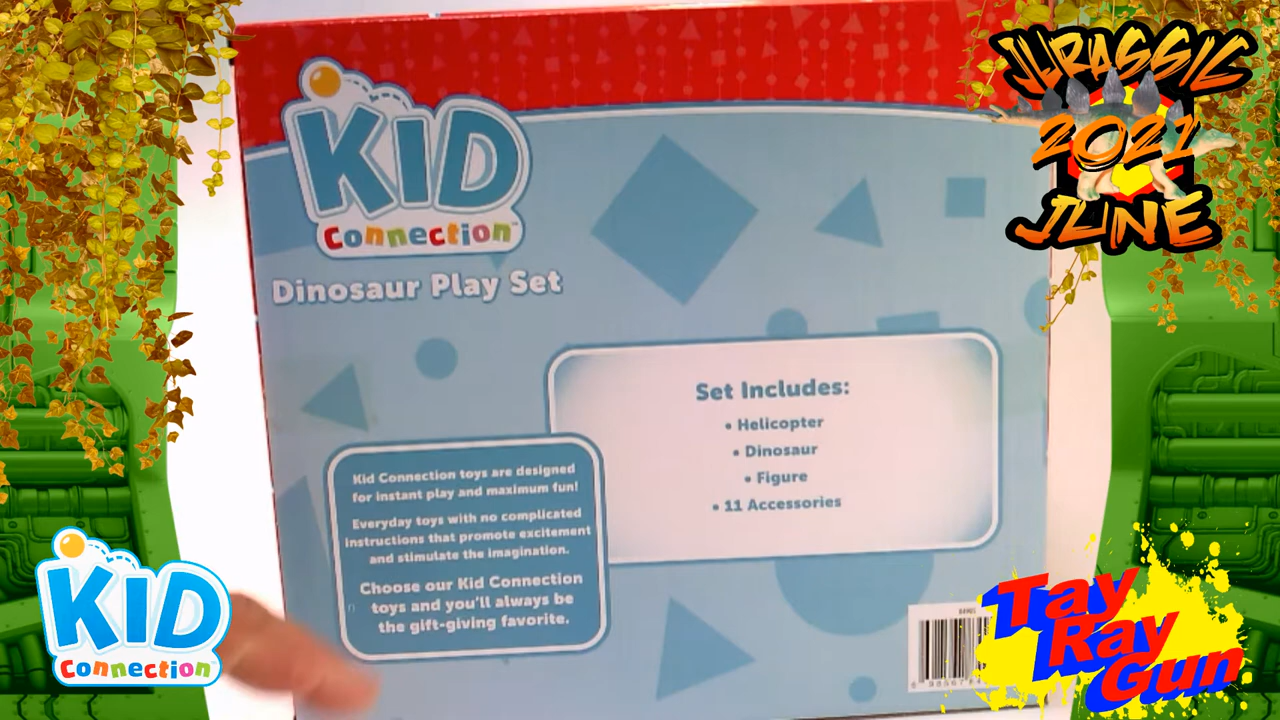 KID
Connection™
Dinosaur Play Set
Set Includes:
• Helicopter
• Dinosaur
• Figure
• 11 Accessories
Kid Connection toys are designed
for instant play and maximum fun!
Everyday toys with no complicated
instructions that promote excitement
and stimulate the imagination.
Choose our Kid Connection
toys and you'll always be
the gift-giving favorite.
JURASSIC
2021
JUNE
KID
Connection™
Tay
Ray
Gun